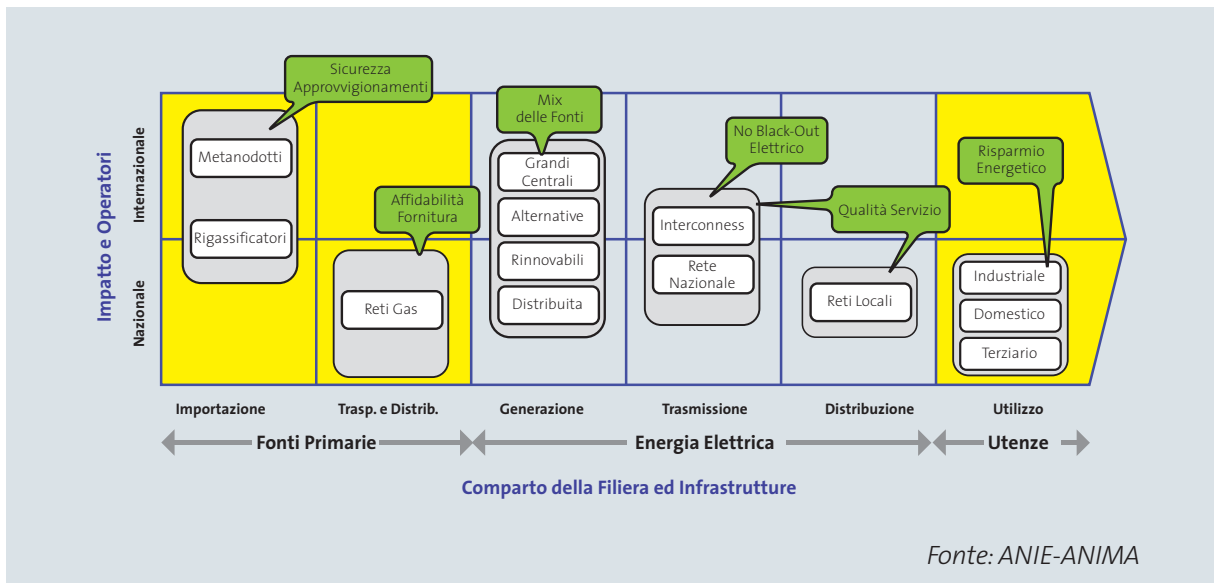 Sicurezza
Approvvigionamenti
Mix
delle Fonti
No Black-Out
Elettrico
Risparmio
Energetico
Affidabilità
Fornitura
Qualità Servizio
Impatto e Operatori
Internazionale
Nazionale
Metanodotti
Rigassificatori
Reti Gas
Grandi
Centrali
Alternative
Rinnovabili
Distribuita
Interconness
Rete
Nazionale
Reti Locali
Industriale
Domestico
Terziario
Importazione
Trasp. e Distrib.
Generazione
Trasmissione
Distribuzione
Utilizzo
Fonti Primarie
Energia Elettrica
Utenze
Comparto della Filiera ed Infrastrutture
Fonte: ANIE-ANIMA